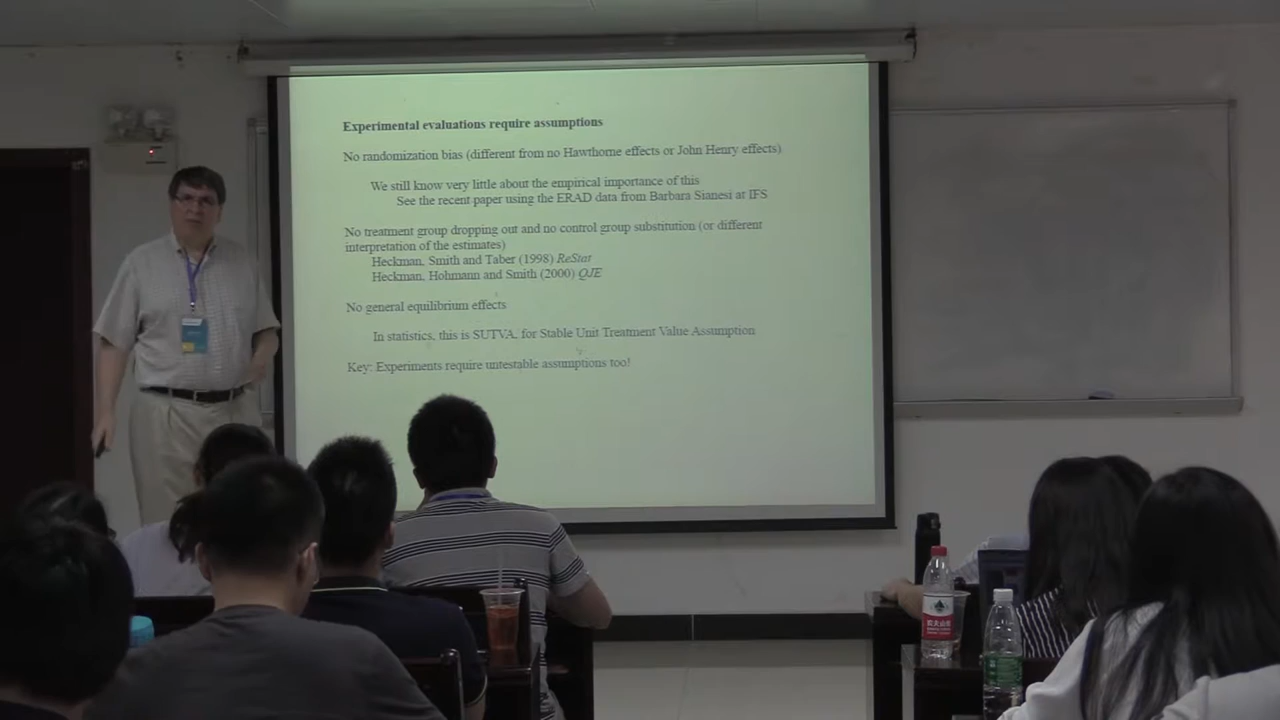 Experimental evaluations require assumptions
No randomization bias (different from no Hawthorne effects or John Henry effects)
We still know very little about the empirical importance of this
See the recent paper using the ERAD data from Barbara Sianesi at IFS
No treatment group dropping out and no control group substitution (or different
interpretation of the estimates)
Heckman, Smith and Taber (1998) ReStat
Heckman, Hohmann and Smith (2000) QJE
No general equilibrium effects
In statistics, this is SUTVA, for Stable Unit Treatment Value Assumption
Key: Experiments require untestable assumptions too!
农夫山泉